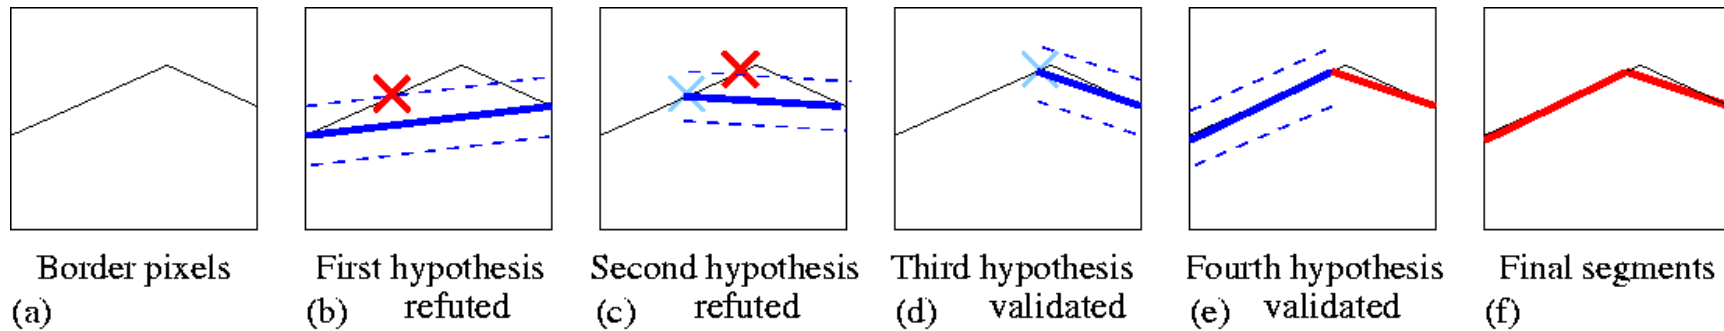 Border pixels
(a)
First hypothesis
(b) refuted
Second hypothesis
(c) refuted
Third hypothesis
(d) validated
Fourth hypothesis
(e) validated
Final segments
(f)